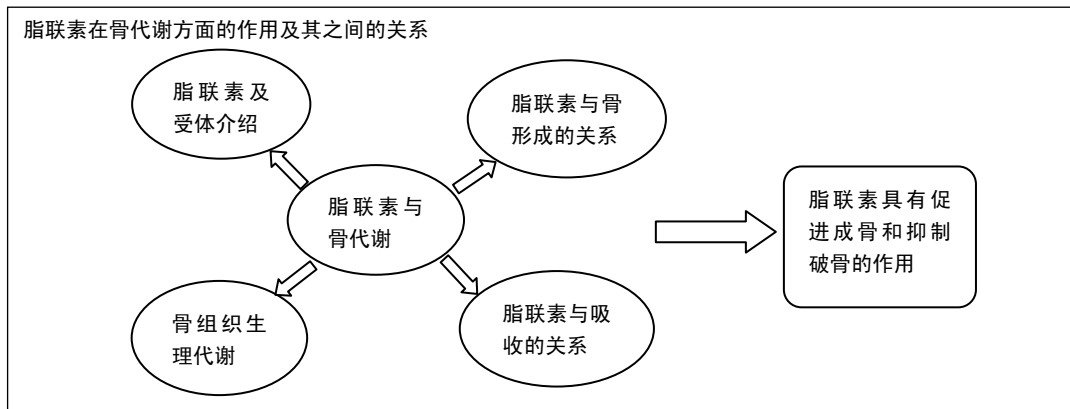 脂联素在骨代谢方面的作用及其之间的关系
脂联素及
受体介绍
脂联素与骨
形成的关系
脂联素与
骨代谢
脂联素具有促
进成骨和抑制
破骨的作用
骨组织生
理代谢
脂联素与吸
收的关系